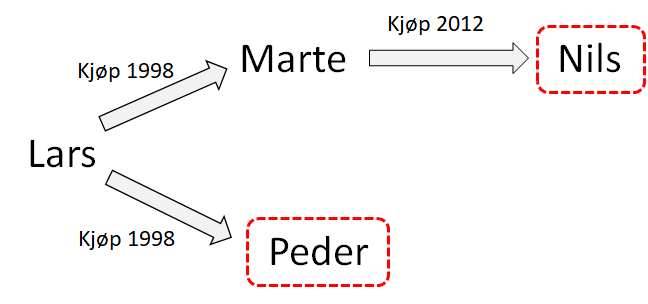 Kjøp 2012
Marte
Nils
Kjøp 1998
Lars
Kjøp 1998
Peder